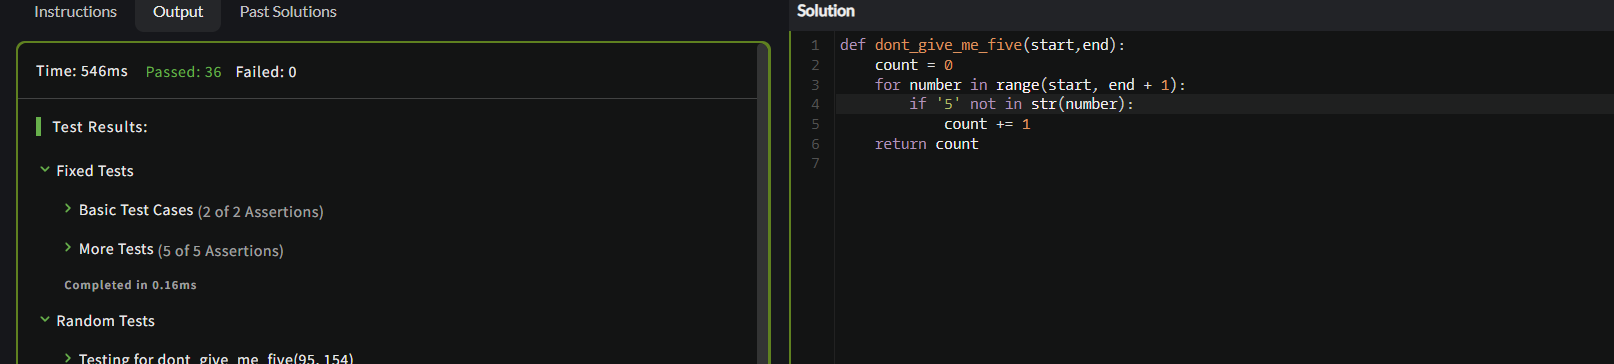 Instructions Output Past Solutions
Time: 546ms Passed: 36 Failed: 0
Test Results:
Fixed Tests
Basic Test Cases (2 of 2 Assertions)
More Tests (5 of 5 Assertions)
Completed in 0.16ms
Random Tests
Testing for dont_give_me_five(95, 154)
Solution
1 def dont_give_me_five(start,end):
2     count = 0
3     for number in range(start, end + 1):
4         if '5' not in str(number):
5             count += 1
6     return count
7